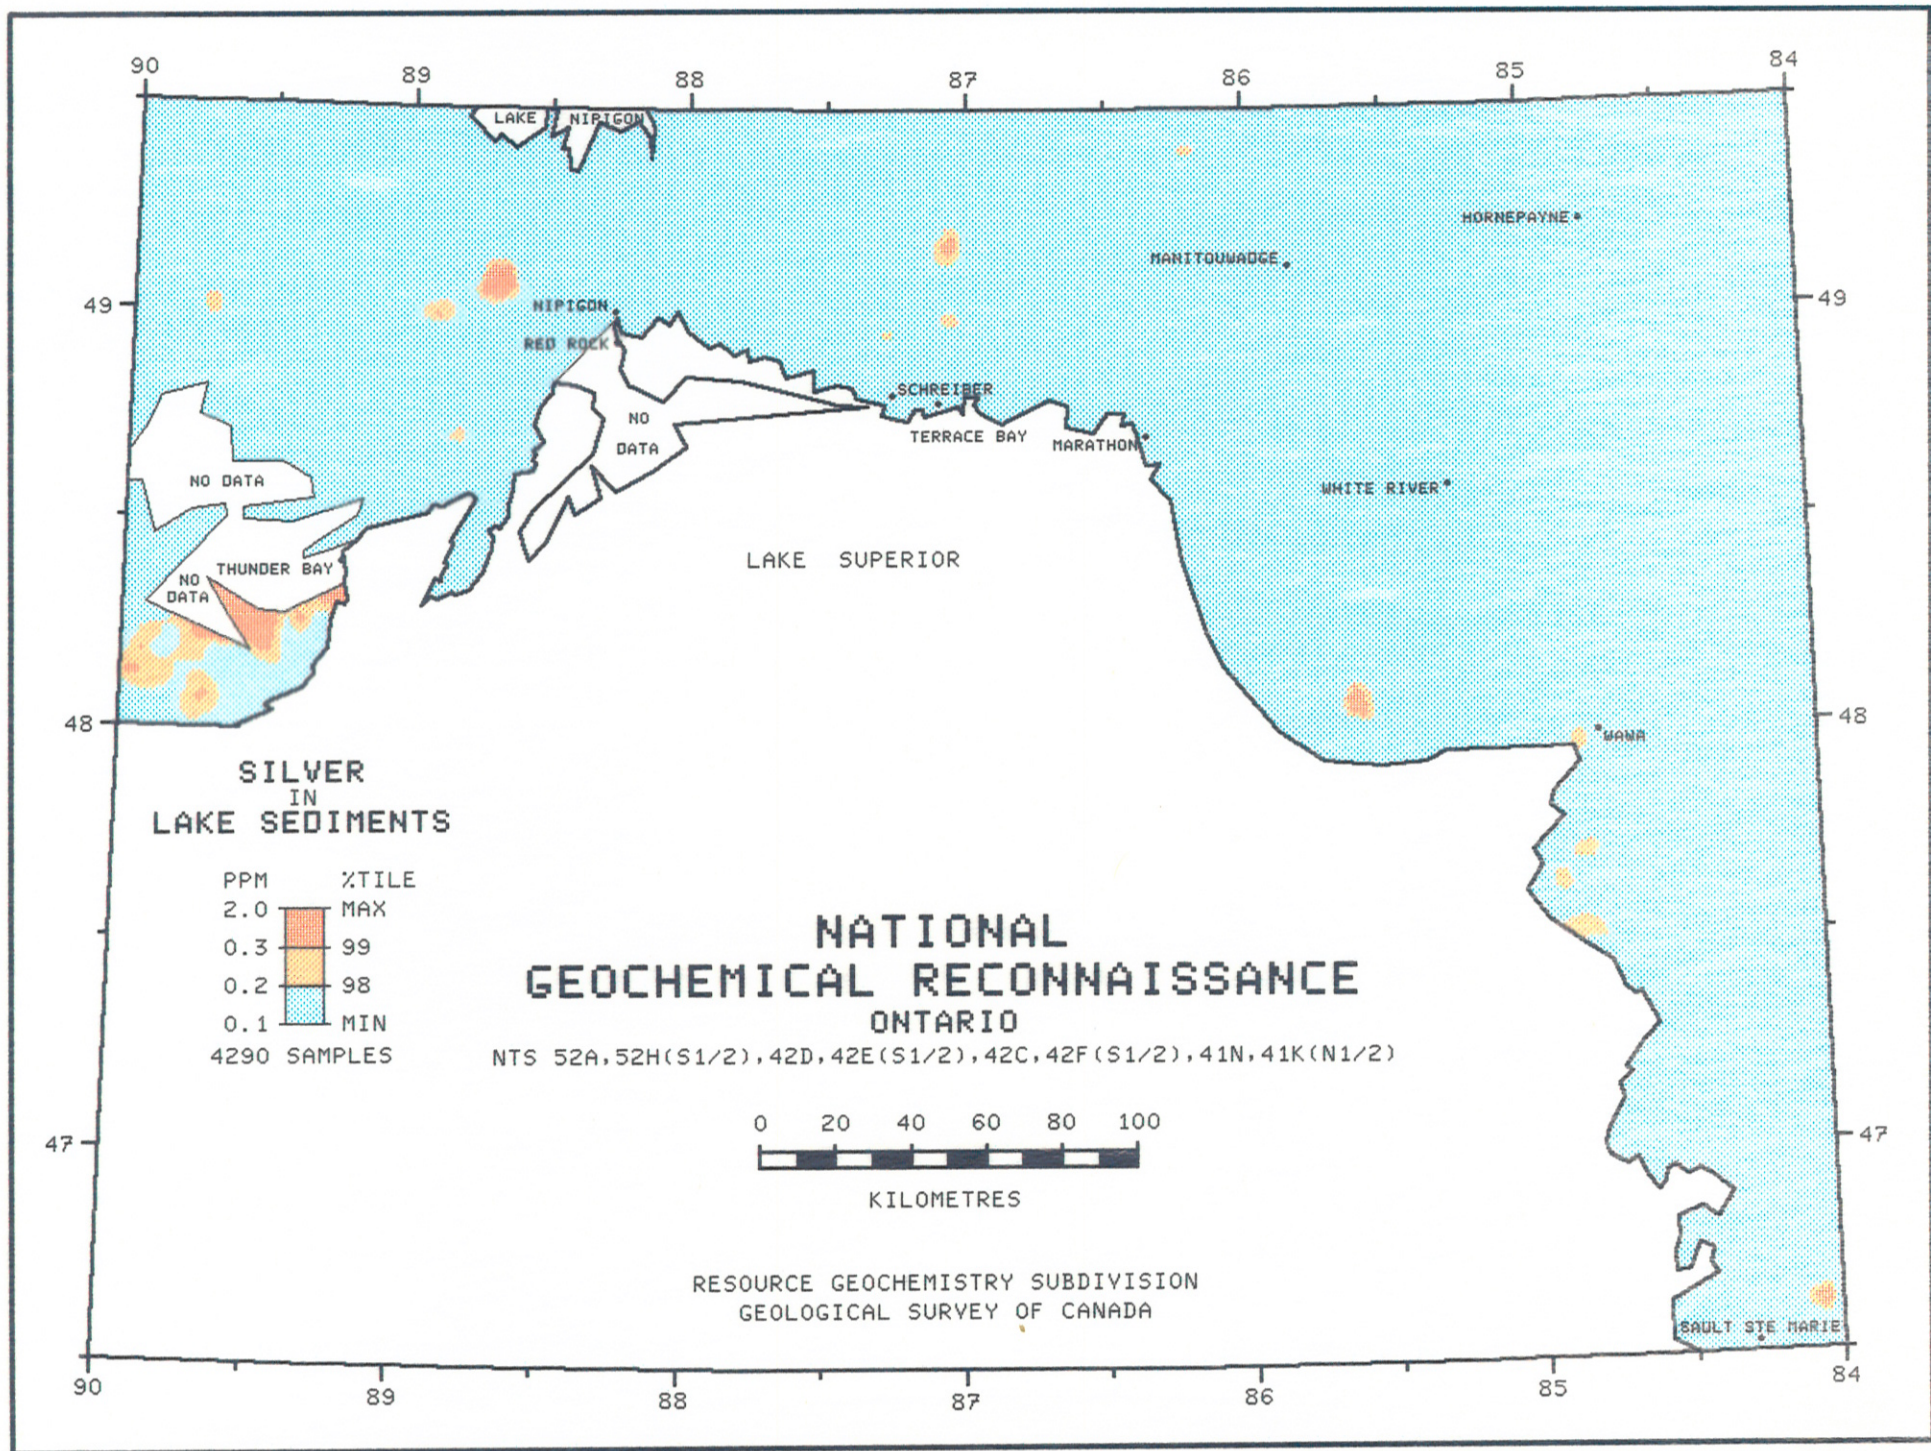 90 89 88 87 86 85 84
LAKE NIPIGON
HORNEPAYNE
MANITOUWADGE
49 49
NIPIGON
RED ROCK
SCHREIBER
NO
DATA
TERRACE BAY
MARATHON
NO DATA
WHITE RIVER
LAKE SUPERIOR
THUNDER BAY
NO
DATA
48 48
WAWA
SILVER
IN
LAKE SEDIMENTS
PPM %TILE
2.0 MAX
0.3 99
0.2 98
0.1 MIN
4290 SAMPLES
NATIONAL
GEOCHEMICAL RECONNAISSANCE
ONTARIO
NTS 52A,52H(S1/2),42D,42E(S1/2),42C,42F(S1/2),41N,41K(N1/2)
0 20 40 60 80 100
KILOMETRES
47 47
RESOURCE GEOCHEMISTRY SUBDIVISION
GEOLOGICAL SURVEY OF CANADA
SAULT STE MARIE
90 89 88 87 86 85 84